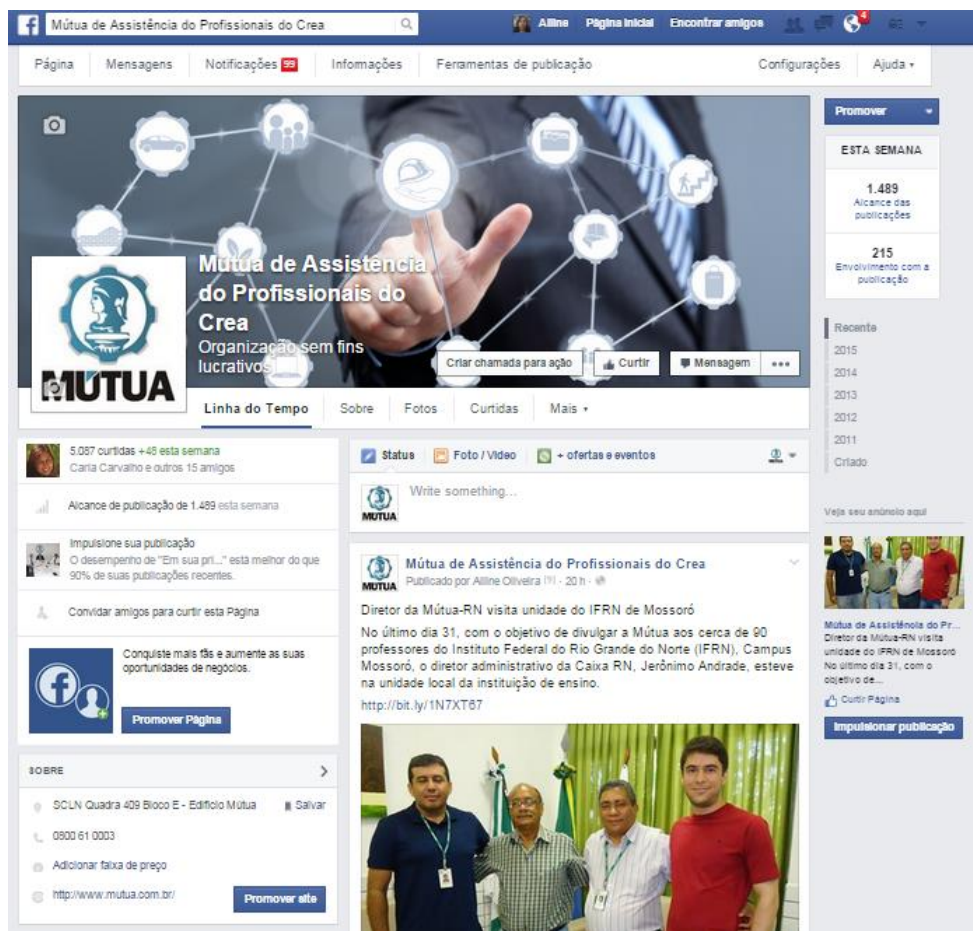 Mútua de Assistência do Profissionais do Crea
Alline Página Inicial Encontrar amigos 4
Página Mensagens Notificações 99 Informações Ferramentas de publicação Configurações Ajuda
Promover
ESTA SEMANA
1.489
Alcance das
publicações
215
Envolvimento com a
publicação
Mútua de Assistência
do Profissionais do
Crea
Organização sem fins
lucrativos
MÚTUA
Criar chamada para ação Curtir Mensagem
Linha do Tempo Sobre Fotos Curtidas Mais
Recente
2015
2014
2013
2012
2011
Criado
5.087 curtidas +48 esta semana
Carla Carvalho e outros 15 amigos
Alcance de publicação de 1.489 esta semana
Impulsione sua publicação
O desempenho de "Em sua pri..." está melhor do que
90% de suas publicações recentes.
Convidar amigos para curtir esta Página
Conquiste mais fãs e aumente as suas
oportunidades de negócios.
Promover Página
SOBRE
SCLN Quadra 409 Bloco E - Edifício Mútua Salvar
0800 61 0003
Adicionar faixa de preço
http://www.mutua.com.br/ Promover site
Status Foto / Vídeo + ofertas e eventos
MÚTUA
Write something...
MÚTUA
Mútua de Assistência do Profissionais do Crea
Publicado por Alline Oliveira [?] · 20 h ·
Diretor da Mútua-RN visita unidade do IFRN de Mossoró
No último dia 31, com o objetivo de divulgar a Mútua aos cerca de 90
professores do Instituto Federal do Rio Grande do Norte (IFRN), Campus
Mossoró, o diretor administrativo da Caixa RN, Jerônimo Andrade, esteve
na unidade local da instituição de ensino.
http://bit.ly/1N7XT67
Veja seu anúncio aqui
Mútua de Assistência do Pr...
Diretor da Mútua-RN visita
unidade do IFRN de Mossoró
No último dia 31, com o
objetivo de...
Curtir Página
Impulsionar publicação